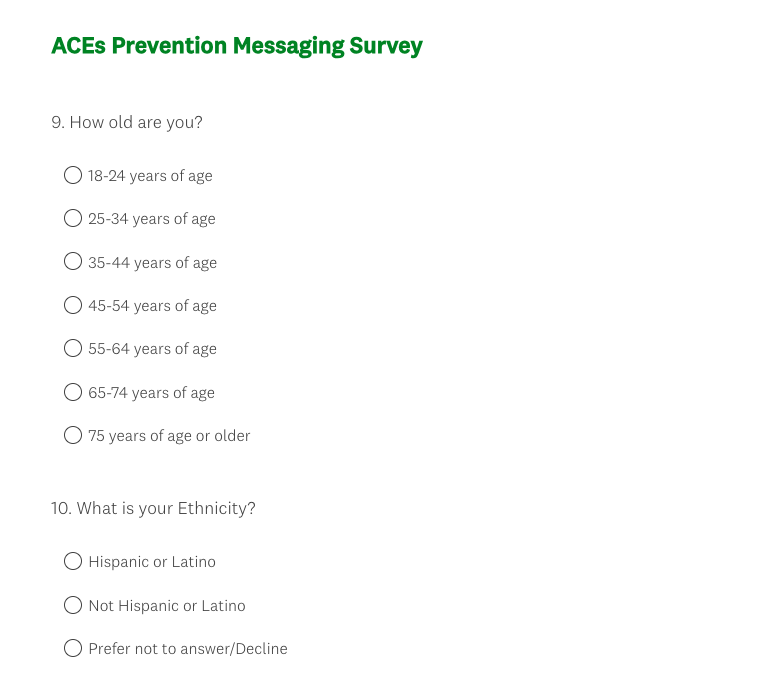 ACEs Prevention Messaging Survey
9. How old are you?
18-24 years of age
25-34 years of age
35-44 years of age
45-54 years of age
55-64 years of age
65-74 years of age
75 years of age or older
10. What is your Ethnicity?
Hispanic or Latino
Not Hispanic or Latino
Prefer not to answer/Decline